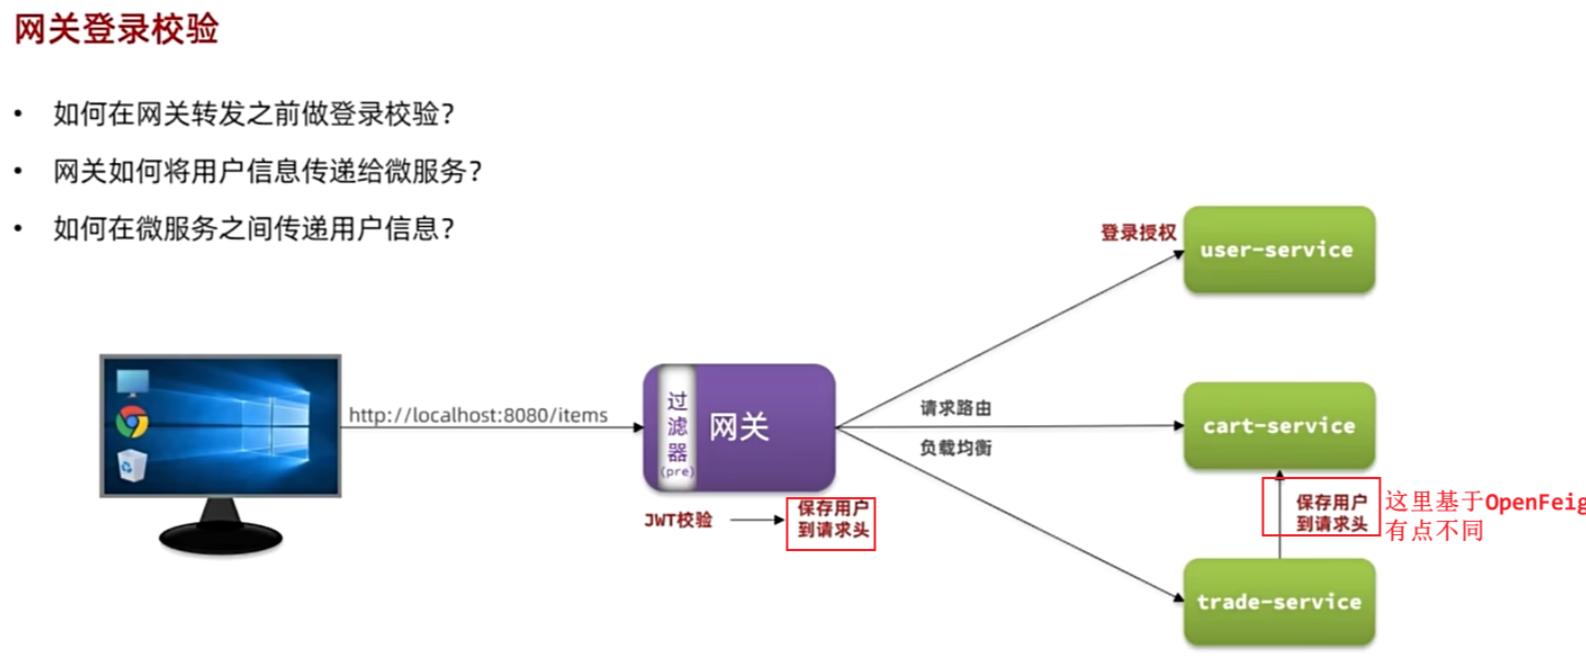 网关登录校验
• 如何在网关转发之前做登录校验？
• 网关如何将用户信息传递给微服务？
• 如何在微服务之间传递用户信息？
登录授权
user-service
http://localhost:8080/items
过滤器
(pre)
网关
请求路由
负载均衡
cart-service
JWT校验
保存用户
到请求头
保存用户
到请求头
这里基于OpenFeig
有点不同
trade-service